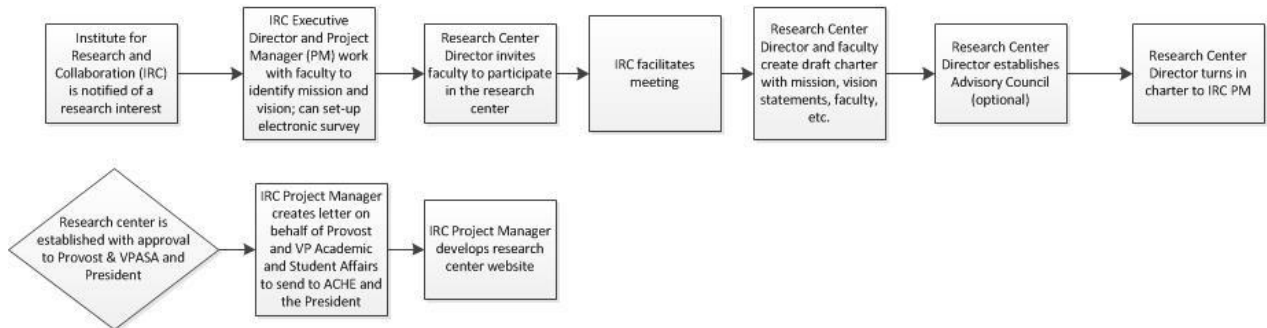 Institute for
Research and
Collaboration (IRC)
is notified of a
research interest
IRC Executive
Director and Project
Manager (PM) work
with faculty to
identify mission and
vision; can set-up
electronic survey
Research Center
Director invites
faculty to participate
in the research
center
IRC facilitates
meeting
Research Center
Director and faculty
create draft charter
with mission, vision
statements, faculty,
etc.
Research Center
Director establishes
Advisory Council
(optional)
Research Center
Director turns in
charter to IRC PM
Research center is
established with approval
to Provost & VPASA and
President
IRC Project Manager
creates letter on
behalf of Provost
and VP Academic
and Student Affairs
to send to ACHE and
the President
IRC Project Manager
develops research
center website